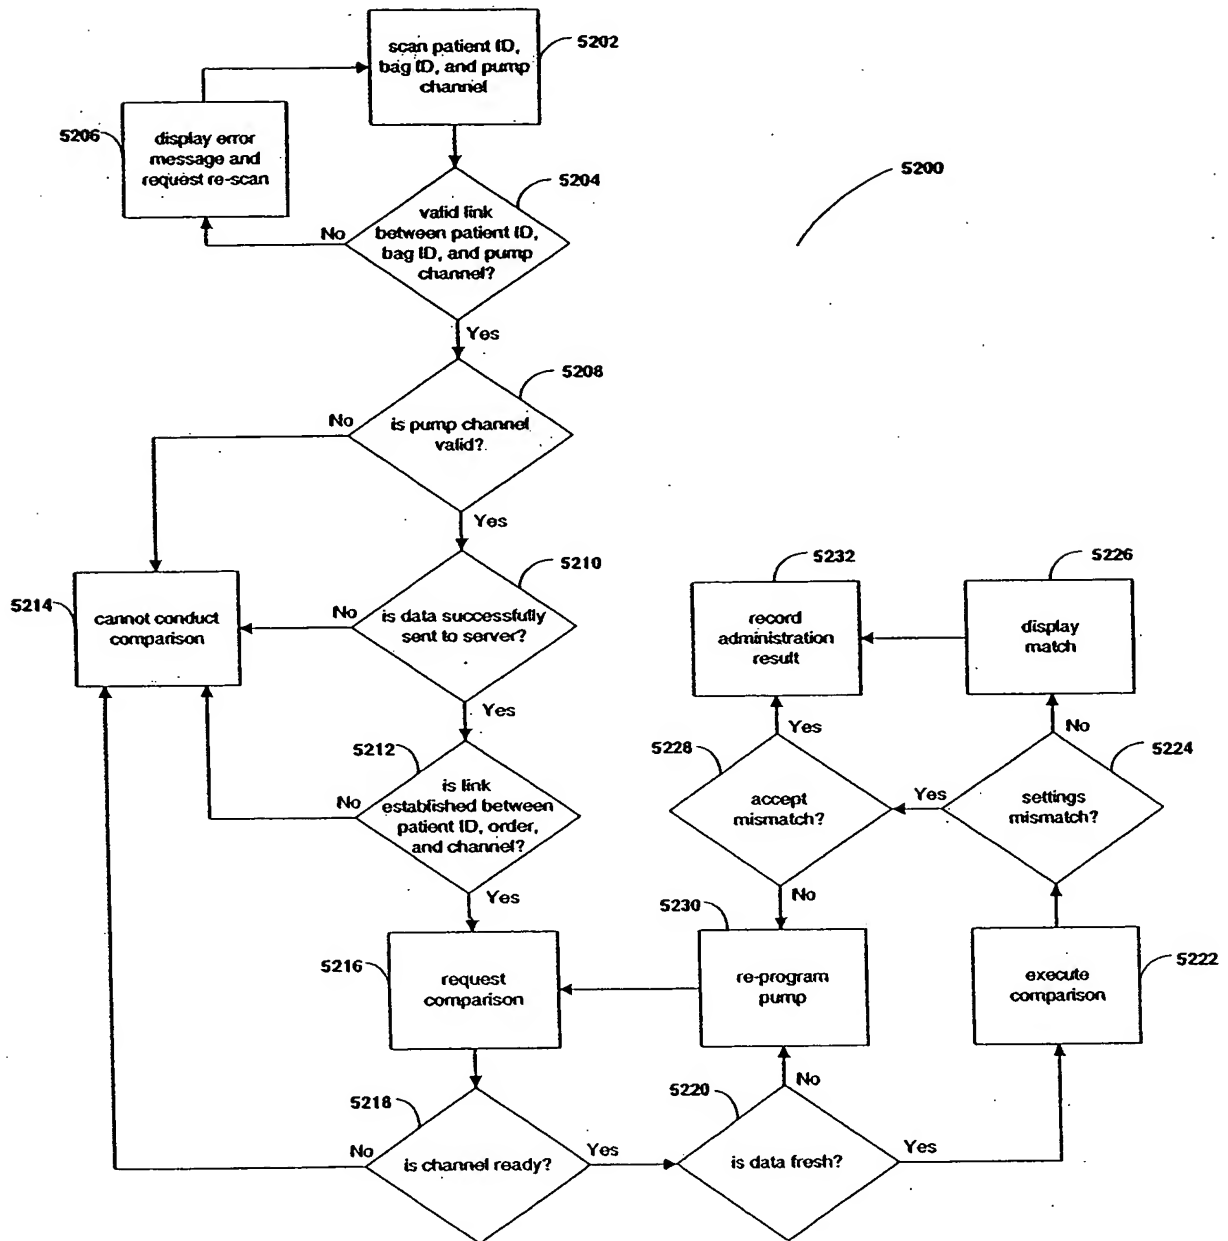 scan patient ID,
bag ID, and pump
channel
5202
5206
display error
message and
request re-scan
5204
5200
valid link
between patient ID,
bag ID, and pump
channel?
No
Yes
5208
is pump channel
valid?
No
Yes
5210
is data successfully
sent to server?
No
Yes
5214
cannot conduct
comparison
5232
record
administration
result
5226
display
match
5212
is link
established between
patient ID, order,
and channel?
No
Yes
5228
accept
mismatch?
Yes
No
5224
settings
mismatch?
No
Yes
5216
request
comparison
5230
re-program
pump
5222
execute
comparison
5218
is channel ready?
No
Yes
5220
is data fresh?
No
Yes